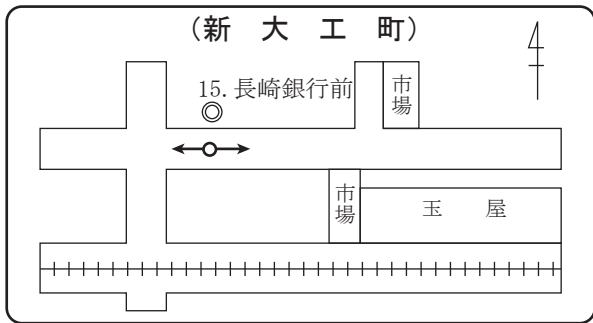 (新大工町)
15. 長崎銀行前
市場
市場
玉屋